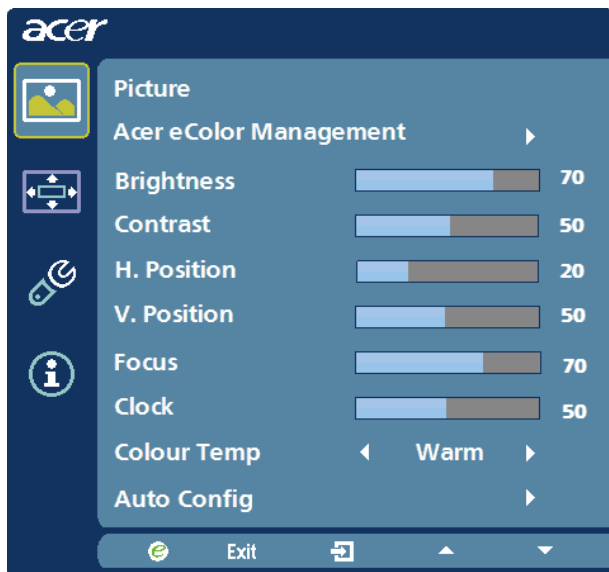 acer
Picture
Acer eColor Management
Brightness 70
Contrast 50
H. Position 20
V. Position 50
Focus 70
Clock 50
Colour Temp Warm
Auto Config
e Exit